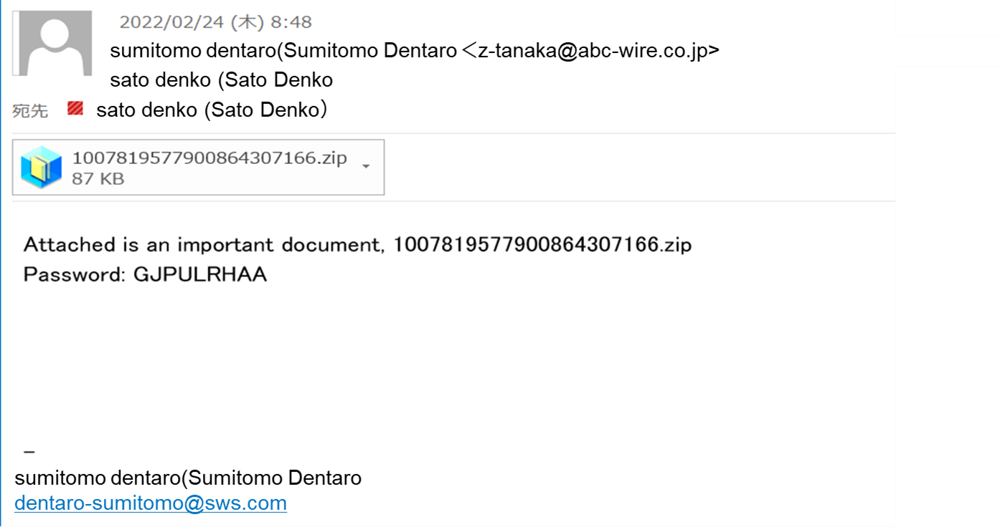 2022/02/24 (木) 8:48
sumitomo dentaro(Sumitomo Dentaro＜z-tanaka@abc-wire.co.jp>
sato denko (Sato Denko
宛先 sato denko (Sato Denko）
1007819577900864307166.zip
87 KB
Attached is an important document, 1007819577900864307166.zip
Password: GJPULRHAA
–
sumitomo dentaro(Sumitomo Dentaro
dentaro-sumitomo@sws.com